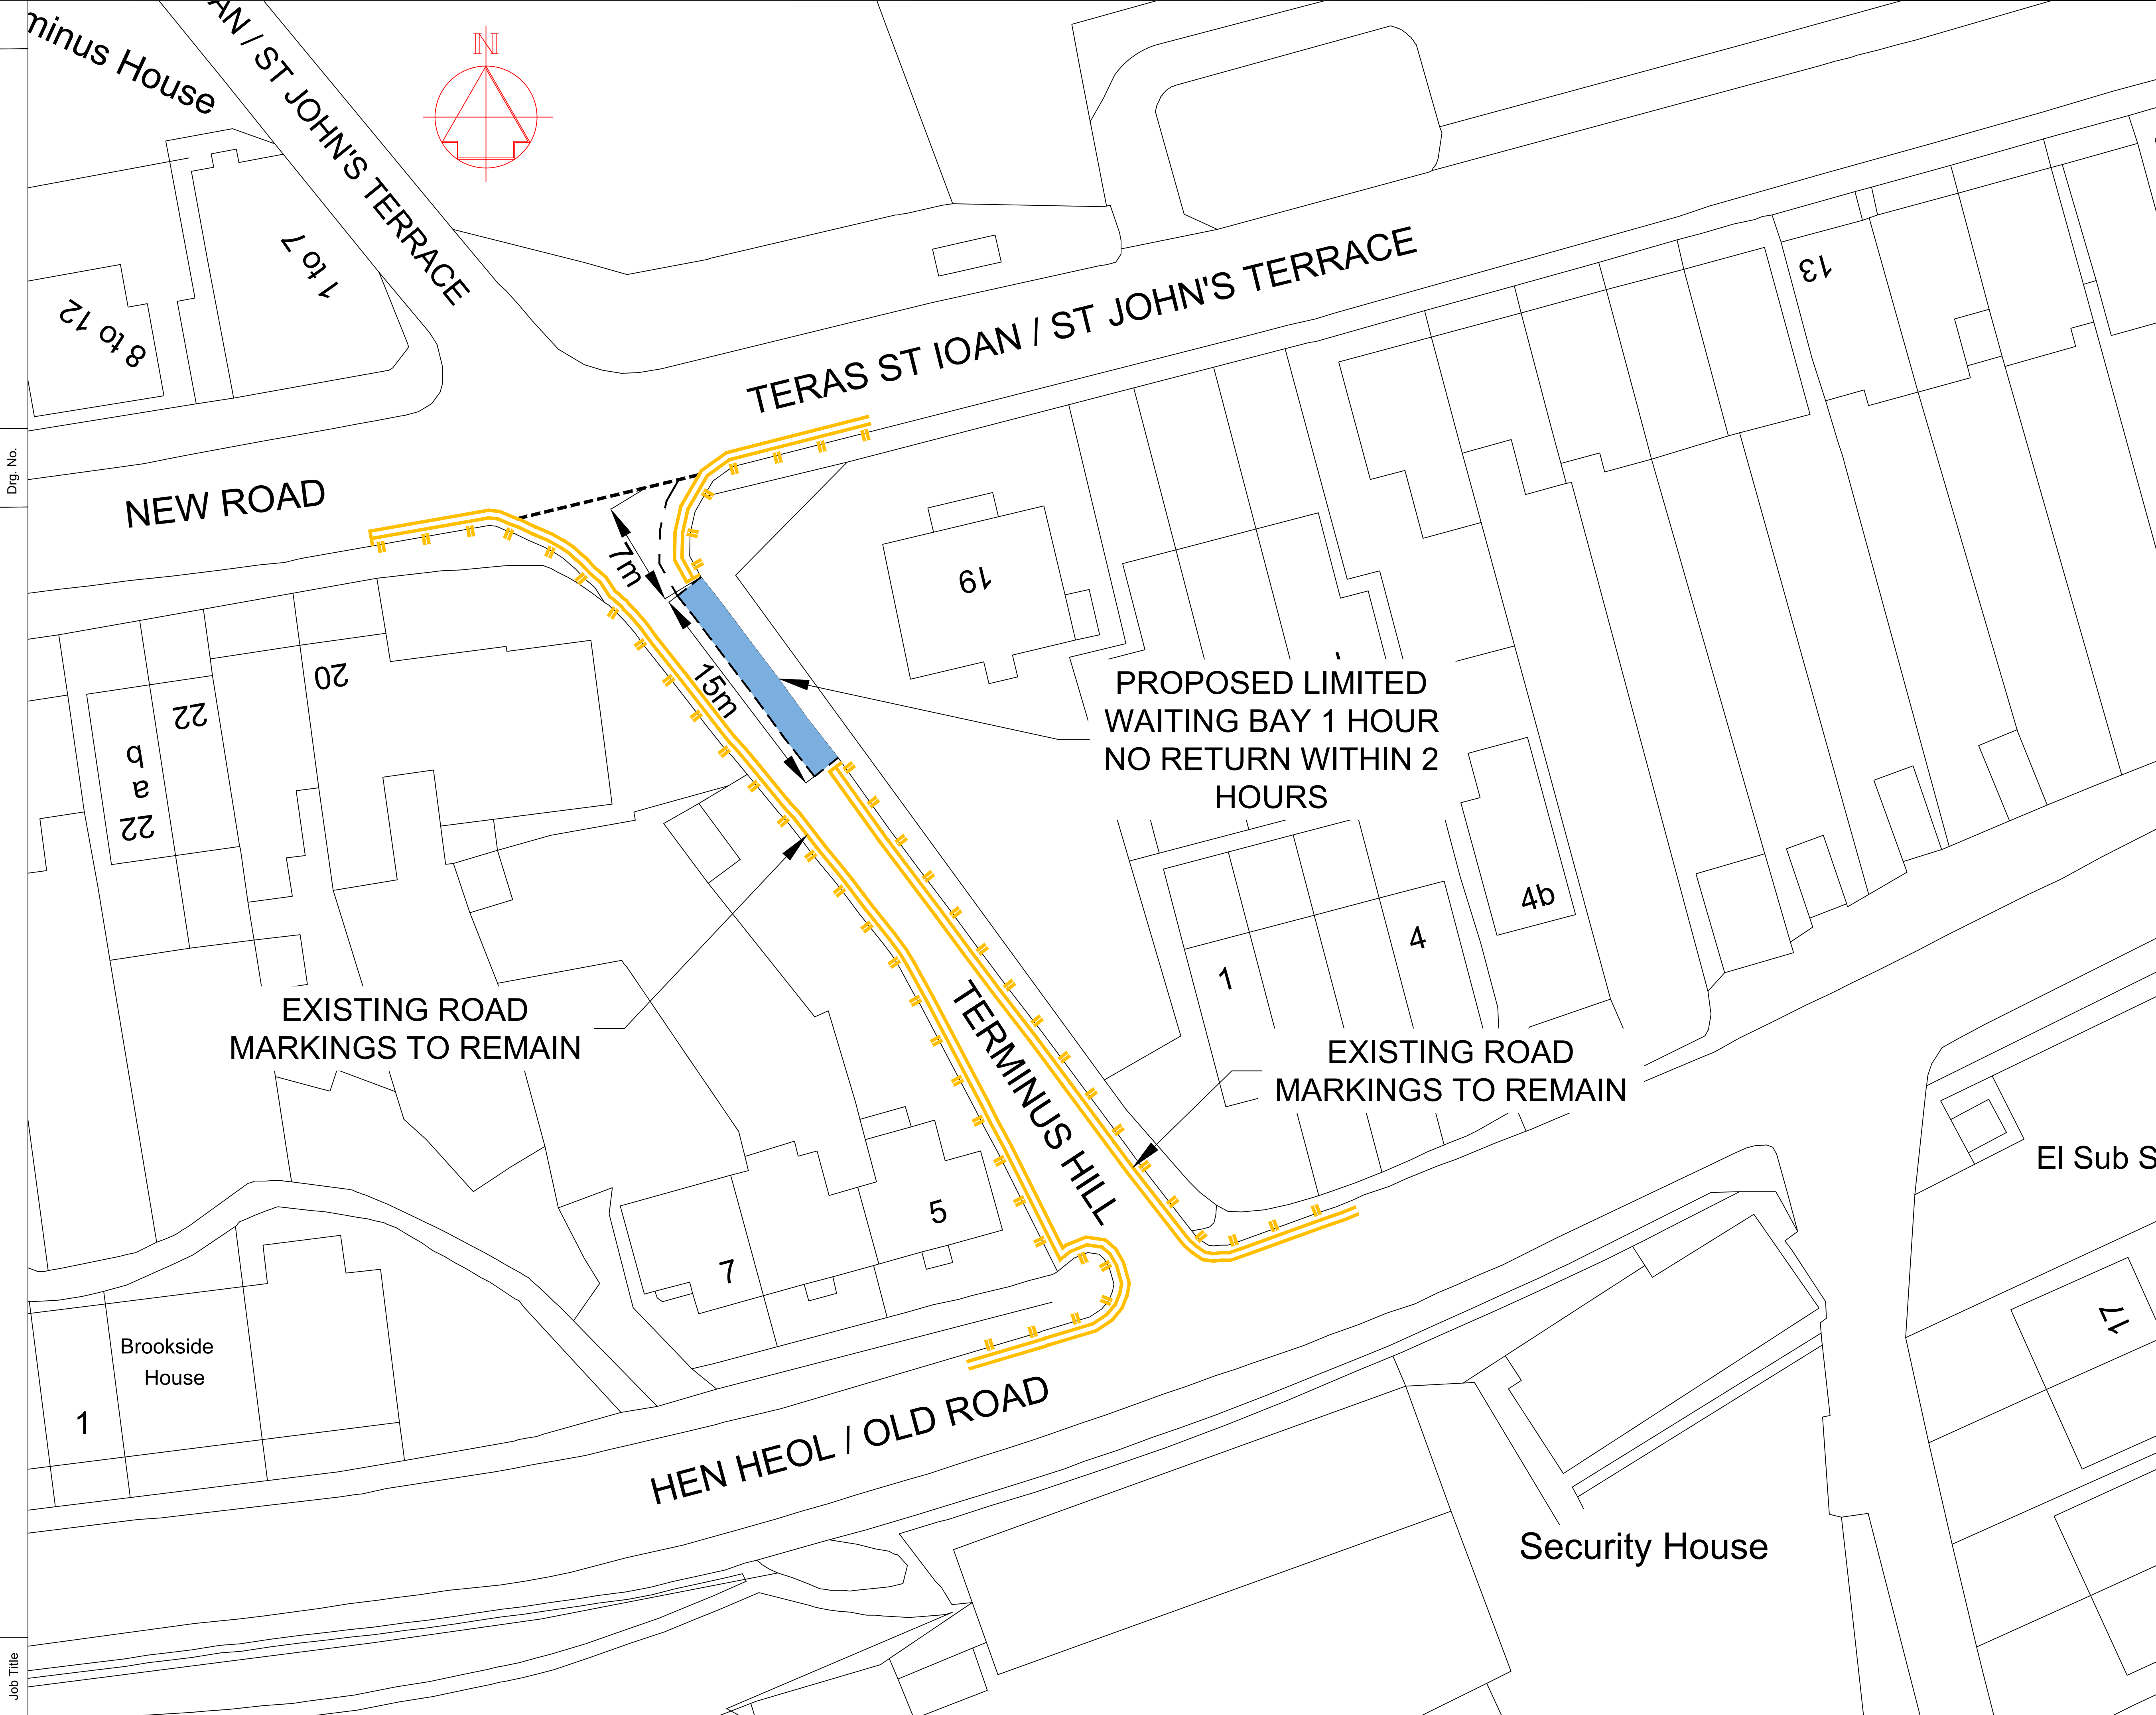 minus House
AN / ST JOHN'S TERRACE
N
1 to 7
8 to 12
TERAS ST IOAN / ST JOHN'S TERRACE
13
Drg. No.
NEW ROAD
7m
19
15m
20
22
22 a b
PROPOSED LIMITED
WAITING BAY 1 HOUR
NO RETURN WITHIN 2
HOURS
4b
4
1
EXISTING ROAD
MARKINGS TO REMAIN
TERMINUS HILL
EXISTING ROAD
MARKINGS TO REMAIN
El Sub S
5
7
17
Brookside
House
1
HEN HEOL / OLD ROAD
Security House
Job Title